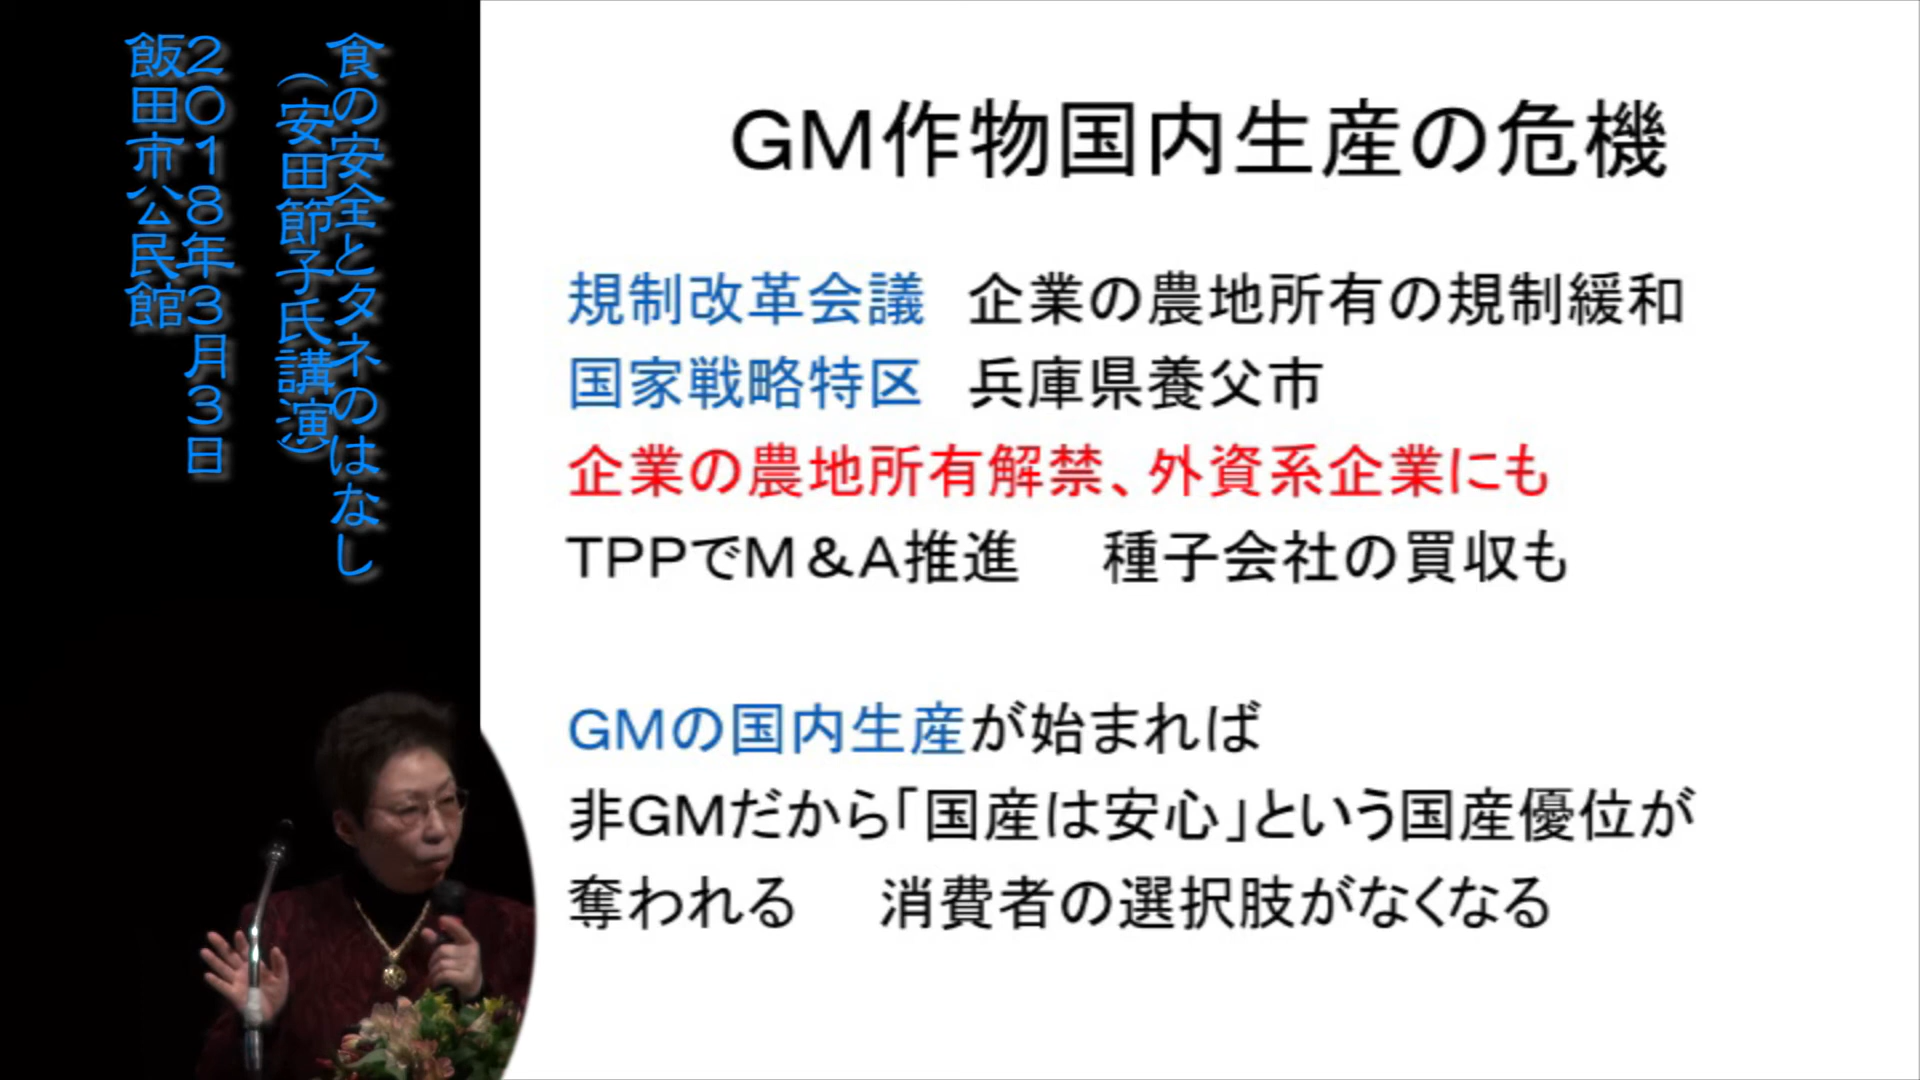 食の安全とタネのはなし
（安田節子氏講演）
２０１８年３月３日
飯田市公民館
GM作物国内生産の危機
規制改革会議　企業の農地所有の規制緩和
国家戦略特区　兵庫県養父市
企業の農地所有解禁、外資系企業にも
TPPでM＆A推進　種子会社の買収も
GMの国内生産が始まれば
非GMだから「国産は安心」という国産優位が
奪われる　消費者の選択肢がなくなる